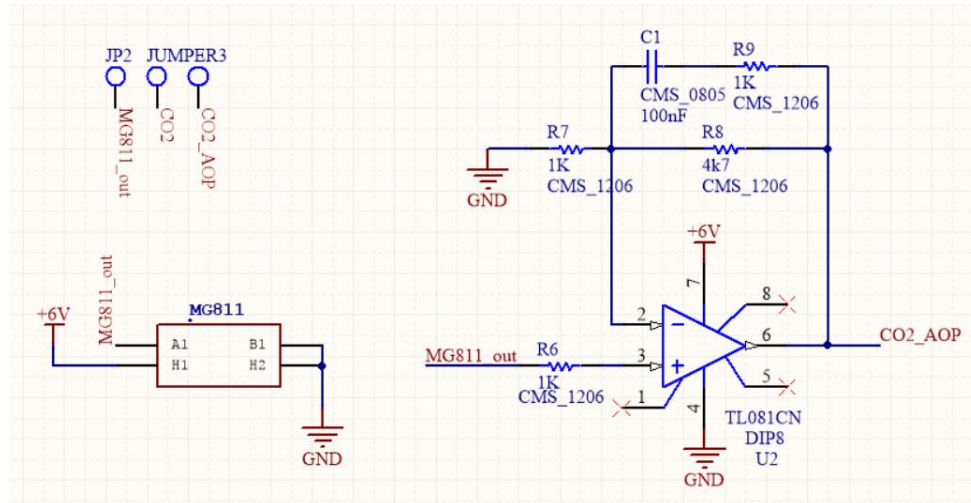 JP2 JUMPER3
MG811_out
CO2
CO2_AOP
C1
CMS_0805
100nF
R9
1K
CMS_1206
R7
1K
CMS_1206
R8
4k7
CMS_1206
GND
+6V
7
8
2
6
CO2_AOP
3
5
1
4
MG811_out
R6
1K
CMS_1206
TL081CN
DIP8
U2
GND
+6V
MG811_out
MG811
A1 B1
H1 H2
GND